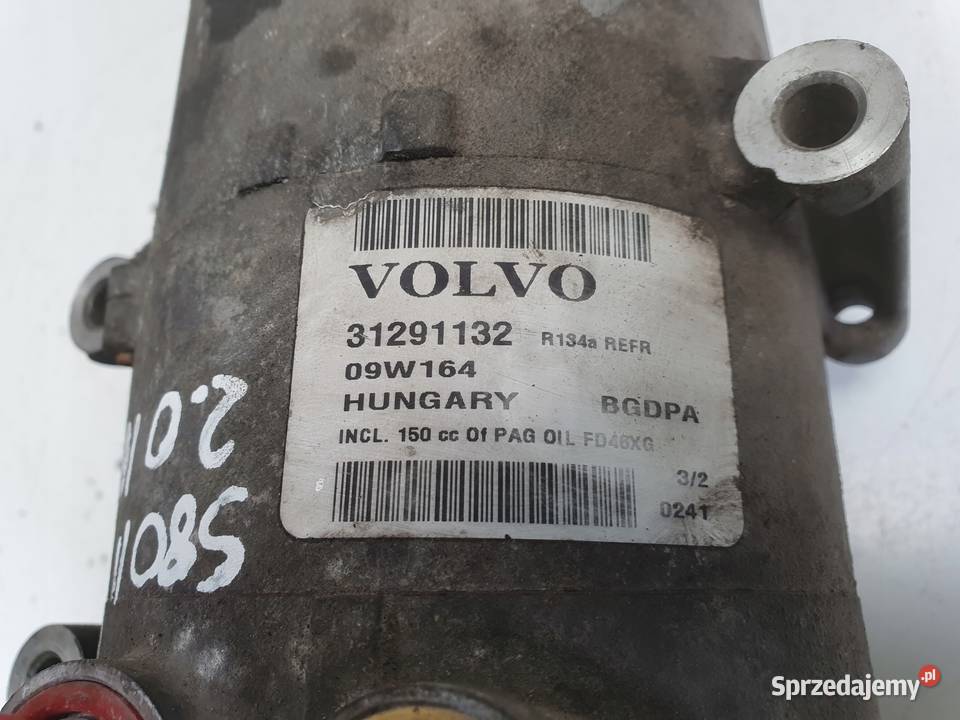 VOLVO
31291132 R134a REFR
09W164
HUNGARY BGDPA
INCL. 150 cc Of PAG OIL FD46XG
3/2
0241
2.0
S80 II
Sprzedajemy.pl